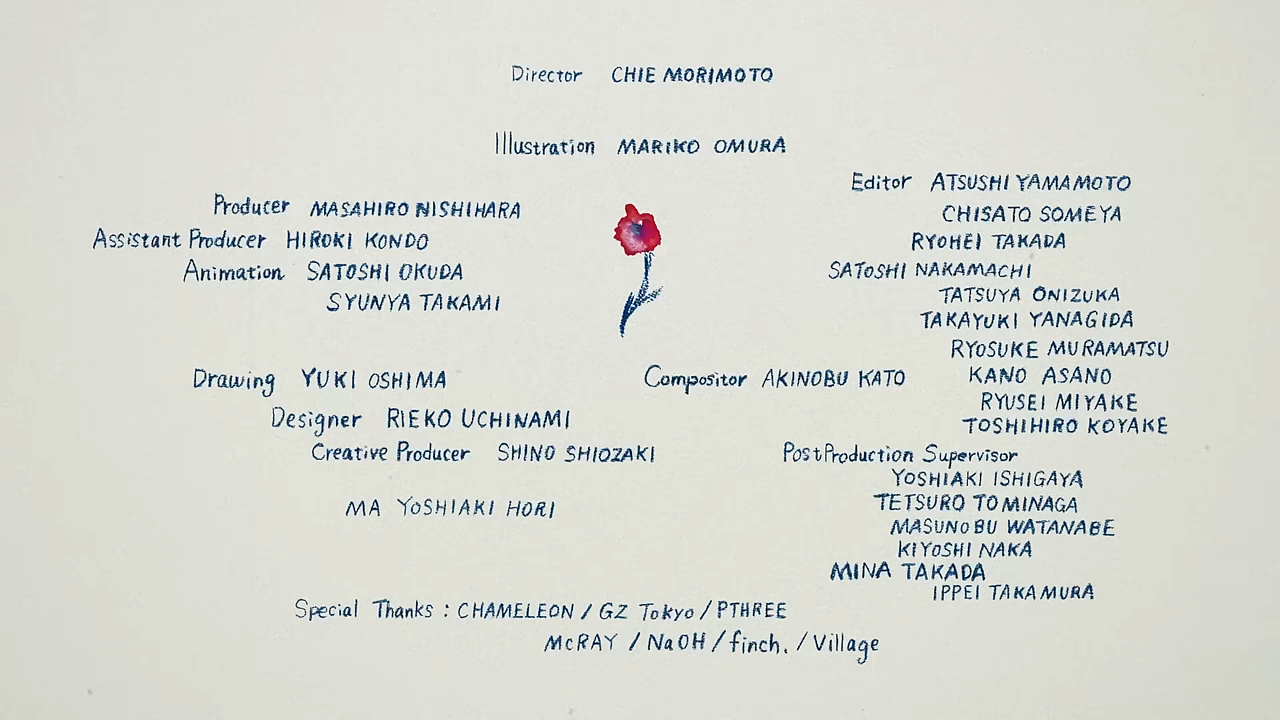 Director CHIE MORIMOTO
Illustration MARIKO OMURA
Producer MASAHIRO NISHIHARA
Assistant Producer HIROKI KONDO
Animation SATOSHI OKUDA
SYUNYA TAKAMI
Drawing YUKI OSHIMA
Designer RIEKO UCHINAMI
Creative Producer SHINO SHIOZAKI
MA YOSHIAKI HORI
Compositor AKINOBU KATO
Editor ATSUSHI YAMAMOTO
CHISATO SOMEYA
RYOHEI TAKADA
SATOSHI NAKAMACHI
TATSUYA ONIZUKA
TAKAYUKI YANAGIDA
RYOSUKE MURAMATSU
KANO ASANO
RYUSEI MIYAKE
TOSHIHIRO KOYAKE
PostProduction Supervisor
YOSHIAKI ISHIGAYA
TETSURO TOMINAGA
MASUNOBU WATANABE
KIYOSHI NAKA
MINA TAKADA
IPPEI TAKAMURA
Special Thanks : CHAMELEON / GZ Tokyo / PTHREE
McRAY / NaOH / finch. / Village